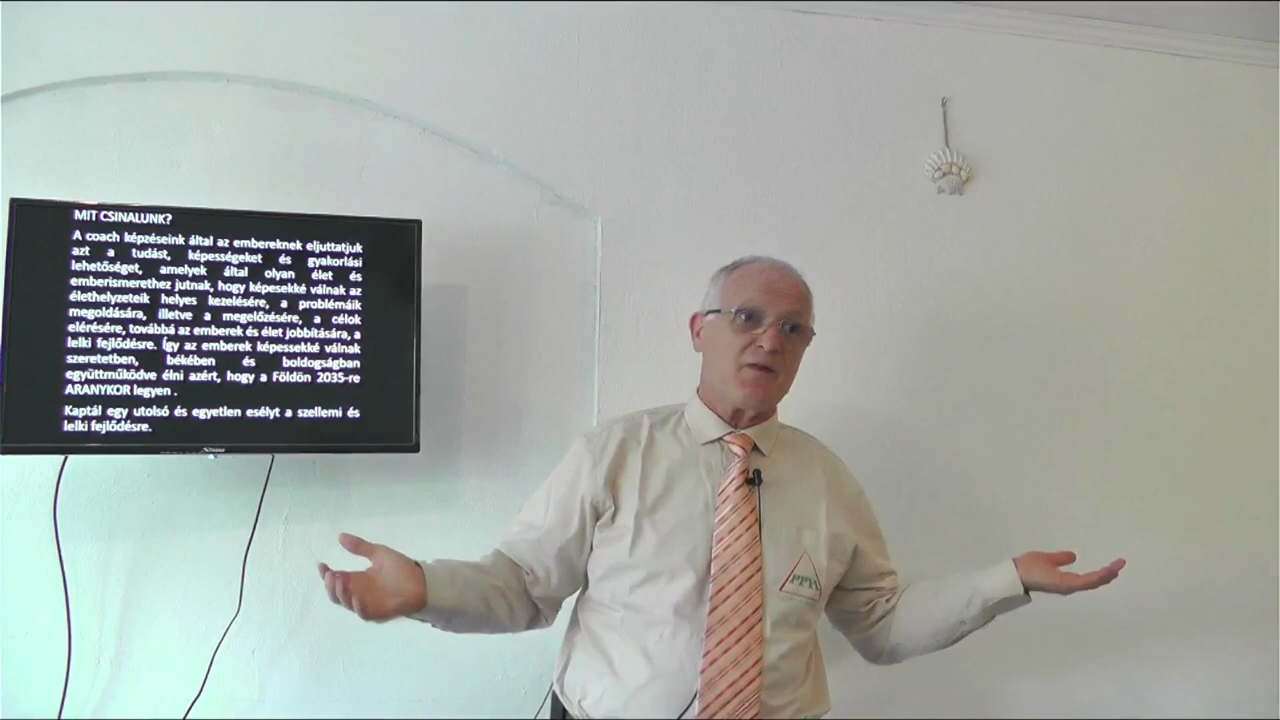 MIT CSINALUNK?
A coach képzéseink által az embereknek eljuttatjuk
azt a tudást, képességeket és gyakorlási
lehetőséget, amelyek által olyan élet és
emberismerethez jutnak, hogy képesekké válnak az
élethelyzeteik helyes kezelésére, a problémáik
megoldására, illetve a megelőzésére, a célok
elérésére, továbbá az emberek és élet jobbítására, a
lelki fejlődésre. Így az emberek képessekké válnak
szeretetben, békében és boldogságban
együttműködve élni azért, hogy a Földön 2035-re
ARANYKOR legyen .
Kaptál egy utolsó és egyetlen esélyt a szellemi és
lelki fejlődésre.